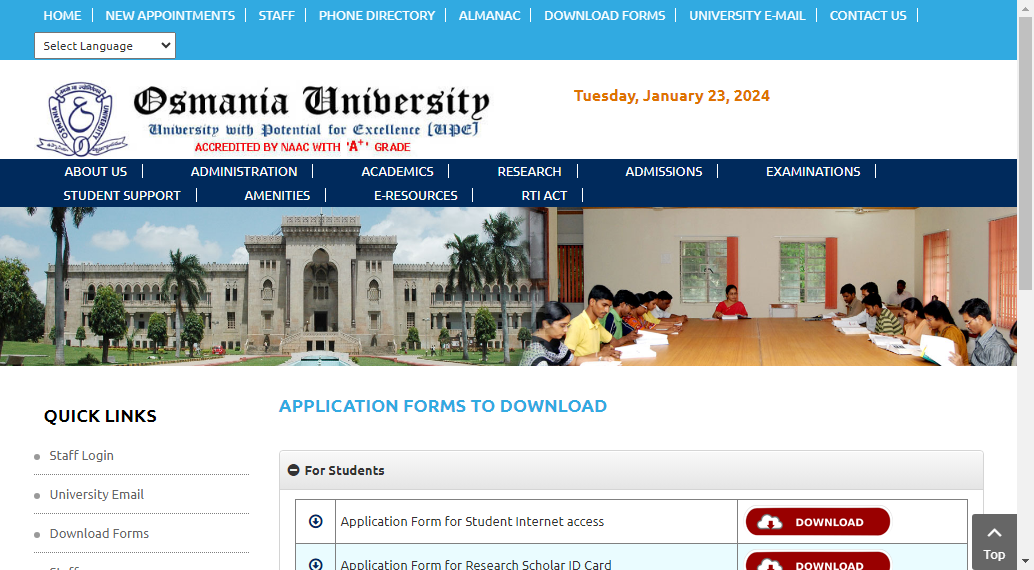 HOME NEW APPOINTMENTS STAFF PHONE DIRECTORY ALMANAC DOWNLOAD FORMS UNIVERSITY E-MAIL CONTACT US
Select Language
Osmania University
University with Potential for Excellence (UPE)
ACCREDITED BY NAAC WITH 'A+' GRADE
Tuesday, January 23, 2024
ABOUT US ADMINISTRATION ACADEMICS RESEARCH ADMISSIONS EXAMINATIONS
STUDENT SUPPORT AMENITIES E-RESOURCES RTI ACT
QUICK LINKS
Staff Login
University Email
Download Forms
APPLICATION FORMS TO DOWNLOAD
For Students
Application Form for Student Internet access DOWNLOAD
Application Form for Research Scholar ID Card DOWNLOAD
Top